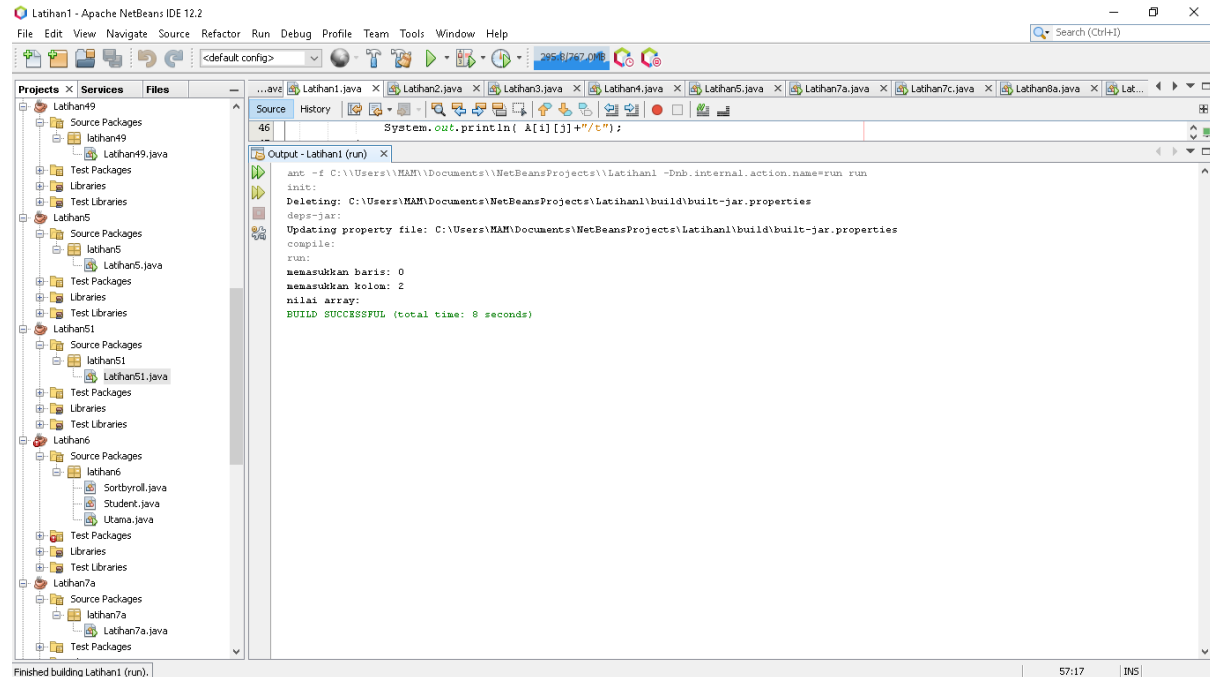 Latihan1 - Apache NetBeans IDE 12.2
File Edit View Navigate Source Refactor Run Debug Profile Team Tools Window Help
Search (Ctrl+I)
<default config>
295.8/767.0MB
Projects Services Files
...ava Latihan1.java Latihan2.java Latihan3.java Latihan4.java Latihan5.java Latihan7a.java Latihan7c.java Latihan8a.java Lat...
Source History
46 System.out.println( A[i][j]+"/t");
Output - Latihan1 (run)
ant -f C:\\Users\\MAM\\Documents\\NetBeansProjects\\Latihan1 -Dnb.internal.action.name=run run
init:
Deleting: C:\Users\MAM\Documents\NetBeansProjects\Latihan1\build\built-jar.properties
deps-jar:
Updating property file: C:\Users\MAM\Documents\NetBeansProjects\Latihan1\build\built-jar.properties
compile:
run:
memasukkan baris: 0
memasukkan kolom: 2
nilai array:
BUILD SUCCESSFUL (total time: 8 seconds)
Latihan49
Source Packages
latihan49
Latihan49.java
Test Packages
Libraries
Test Libraries
Latihan5
Source Packages
latihan5
Latihan5.java
Test Packages
Libraries
Test Libraries
Latihan51
Source Packages
latihan51
Latihan51.java
Test Packages
Libraries
Test Libraries
Latihan6
Source Packages
latihan6
Sortbyroll.java
Student.java
Utama.java
Test Packages
Libraries
Test Libraries
Latihan7a
Source Packages
latihan7a
Latihan7a.java
Test Packages
Finished building Latihan1 (run).
57:17 INS